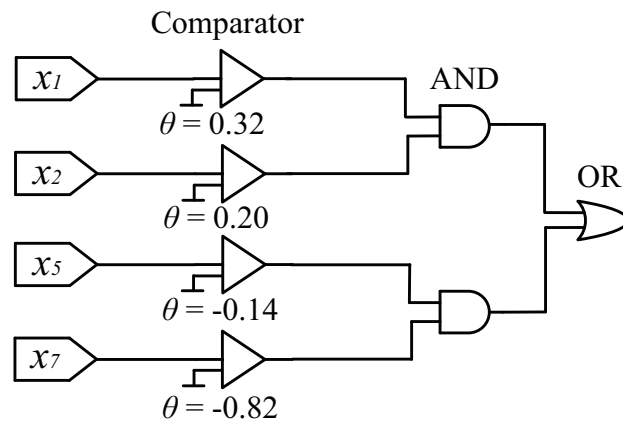 Comparator
x1
AND
θ = 0.32
x2
OR
θ = 0.20
x5
θ = -0.14
x7
θ = -0.82